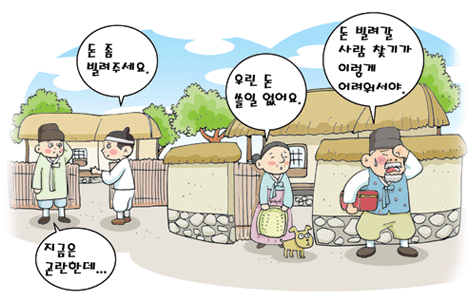 돈 좀
빌려주세요.
지금은
곤란한데...
우린 돈
쓸일 없어요.
돈 빌려갈
사람 찾기가
이렇게
어려워서야.